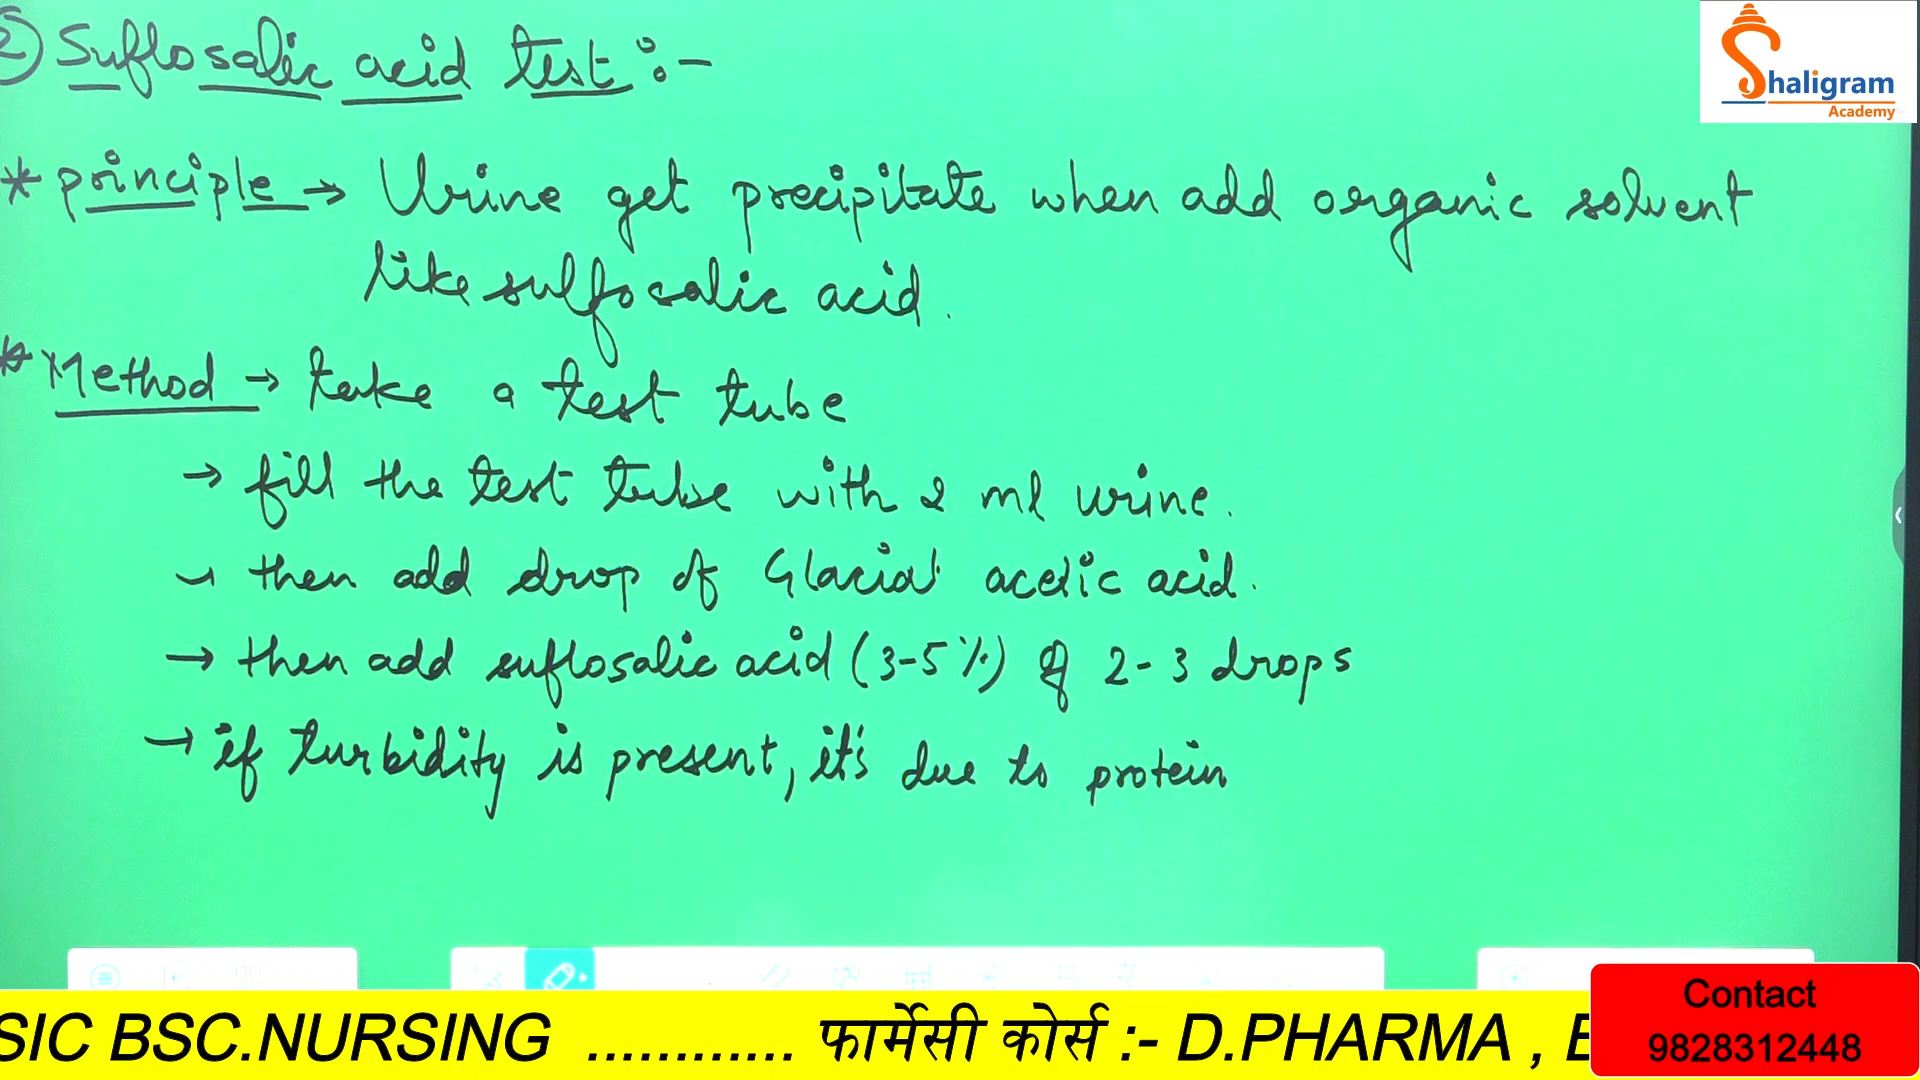 2) Suflosalic acid test :-
Shaligram
Academy
* principle → Urine get precipitate when add organic solvent
like sulfosalic acid.
* Method → take a test tube
→ fill the test tube with 2 ml urine.
→ then add drop of Glacial acetic acid.
→ then add suflosalic acid (3-5%) of 2-3 drops
→ if turbidity is present, it's due to protein
SIC BSC.NURSING ............ फार्मेसी कोर्स :- D.PHARMA , B
Contact
9828312448